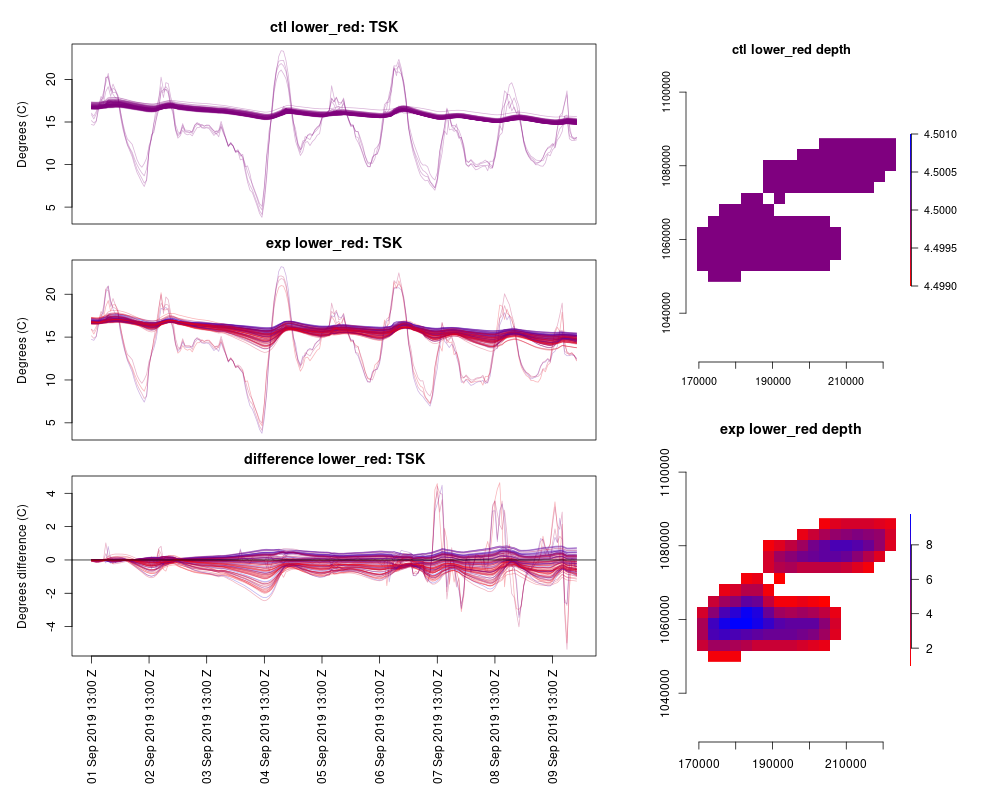 ctl lower_red: TSK
Degrees (C)
20
15
10
5
exp lower_red: TSK
Degrees (C)
20
15
10
5
difference lower_red: TSK
Degrees difference (C)
4
2
0
-2
-4
01 Sep 2019 13:00 Z
02 Sep 2019 13:00 Z
03 Sep 2019 13:00 Z
04 Sep 2019 13:00 Z
05 Sep 2019 13:00 Z
06 Sep 2019 13:00 Z
07 Sep 2019 13:00 Z
08 Sep 2019 13:00 Z
09 Sep 2019 13:00 Z
ctl lower_red depth
1100000
1080000
1060000
1040000
170000 190000 210000
4.5010
4.5005
4.5000
4.4995
4.4990
exp lower_red depth
1100000
1080000
1060000
1040000
170000 190000 210000
8
6
4
2